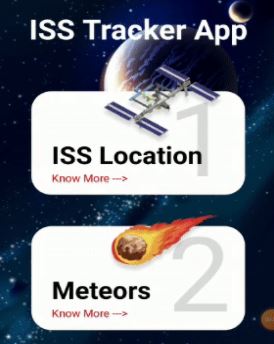 ISS Tracker App
1
ISS Location
Know More --->
2
Meteors
Know More --->